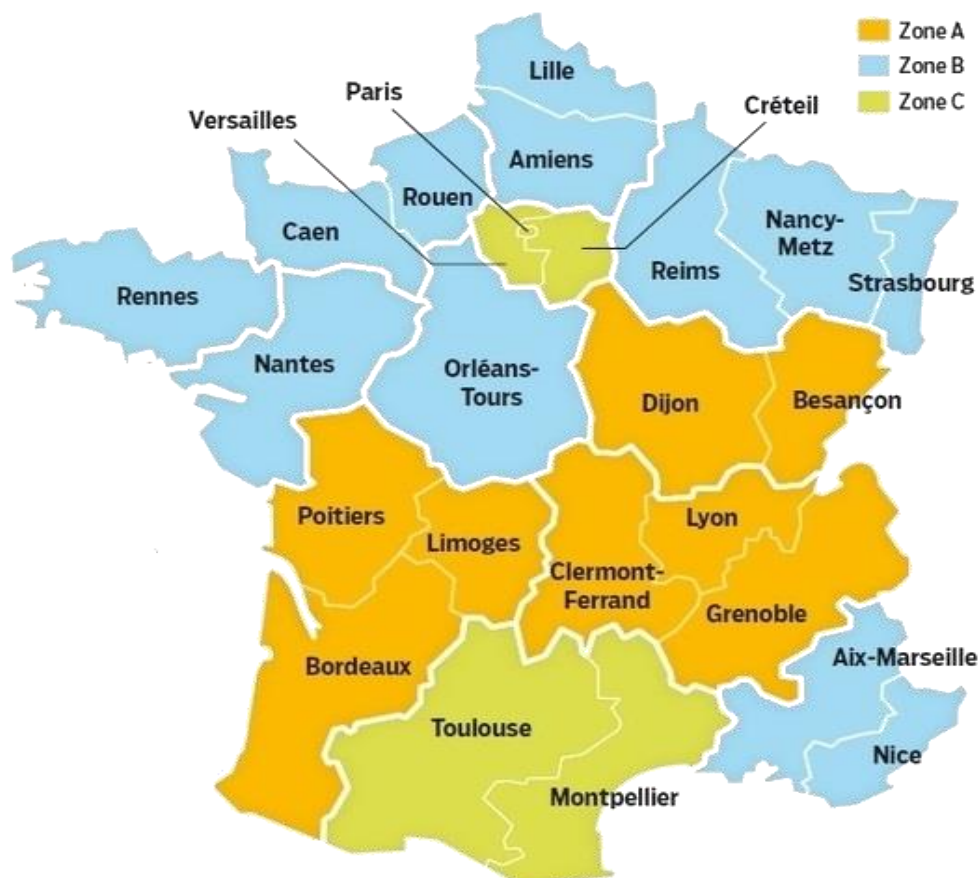 Zone A
Zone B
Zone C
Lille
Paris
Créteil
Versailles
Amiens
Rouen
Caen
Nancy-
Metz
Reims
Strasbourg
Rennes
Nantes
Orléans-
Tours
Dijon
Besançon
Poitiers
Limoges
Lyon
Clermont-
Ferrand
Grenoble
Bordeaux
Aix-Marseille
Toulouse
Nice
Montpellier